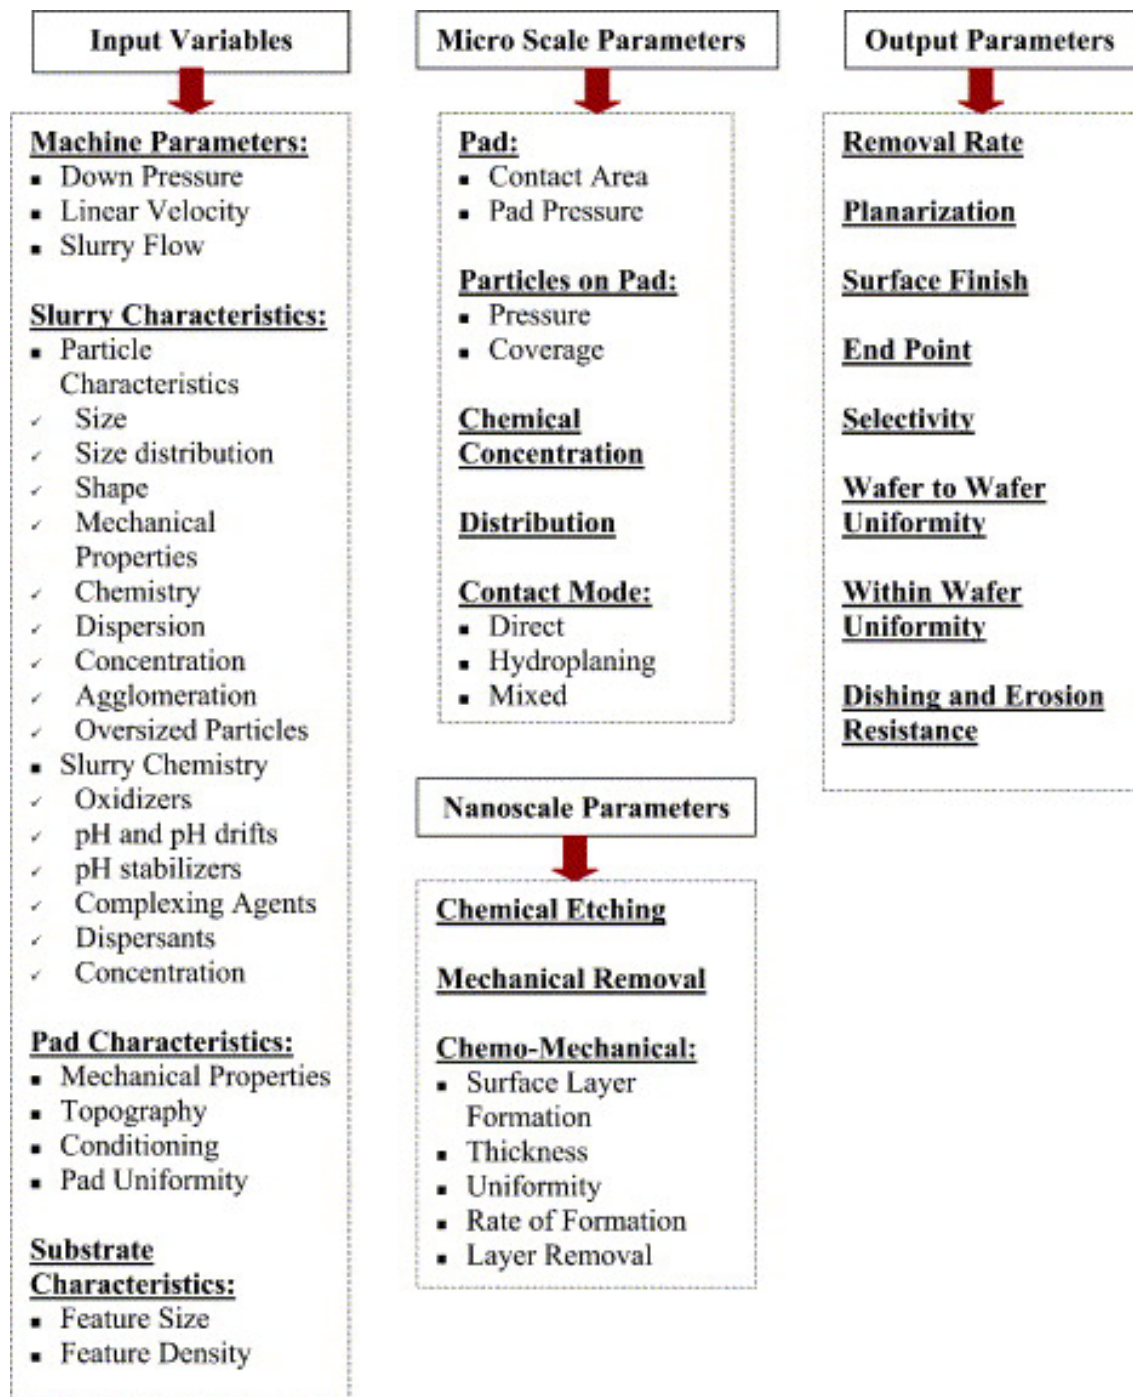 Input Variables
Machine Parameters:
▪ Down Pressure
▪ Linear Velocity
▪ Slurry Flow
Slurry Characteristics:
▪ Particle
Characteristics
✓ Size
✓ Size distribution
✓ Shape
✓ Mechanical
Properties
✓ Chemistry
✓ Dispersion
✓ Concentration
✓ Agglomeration
✓ Oversized Particles
▪ Slurry Chemistry
✓ Oxidizers
✓ pH and pH drifts
✓ pH stabilizers
✓ Complexing Agents
✓ Dispersants
✓ Concentration
Pad Characteristics:
▪ Mechanical Properties
▪ Topography
▪ Conditioning
▪ Pad Uniformity
Substrate
Characteristics:
▪ Feature Size
▪ Feature Density
Micro Scale Parameters
Pad:
▪ Contact Area
▪ Pad Pressure
Particles on Pad:
▪ Pressure
▪ Coverage
Chemical
Concentration
Distribution
Contact Mode:
▪ Direct
▪ Hydroplaning
▪ Mixed
Nanoscale Parameters
Chemical Etching
Mechanical Removal
Chemo-Mechanical:
▪ Surface Layer
Formation
▪ Thickness
▪ Uniformity
▪ Rate of Formation
▪ Layer Removal
Output Parameters
Removal Rate
Planarization
Surface Finish
End Point
Selectivity
Wafer to Wafer
Uniformity
Within Wafer
Uniformity
Dishing and Erosion
Resistance